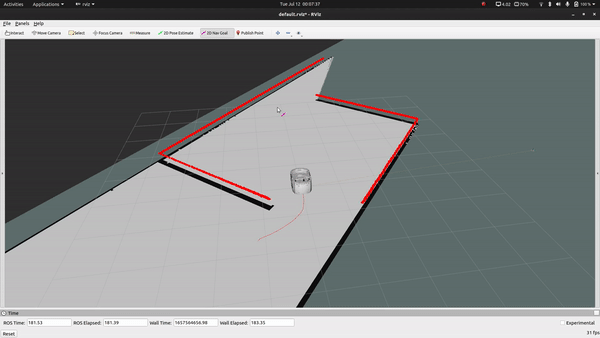 Activities Applications rviz Tue Jul 12 00:07:37 4.02 70% 100%
default.rviz* - RViz
File Panels Help
Interact Move Camera Select Focus Camera Measure 2D Pose Estimate 2D Nav Goal Publish Point
Time
ROS Time: 181.53 ROS Elapsed: 181.39 Wall Time: 1657564656.98 Wall Elapsed: 183.35 Experimental
Reset 31 fps